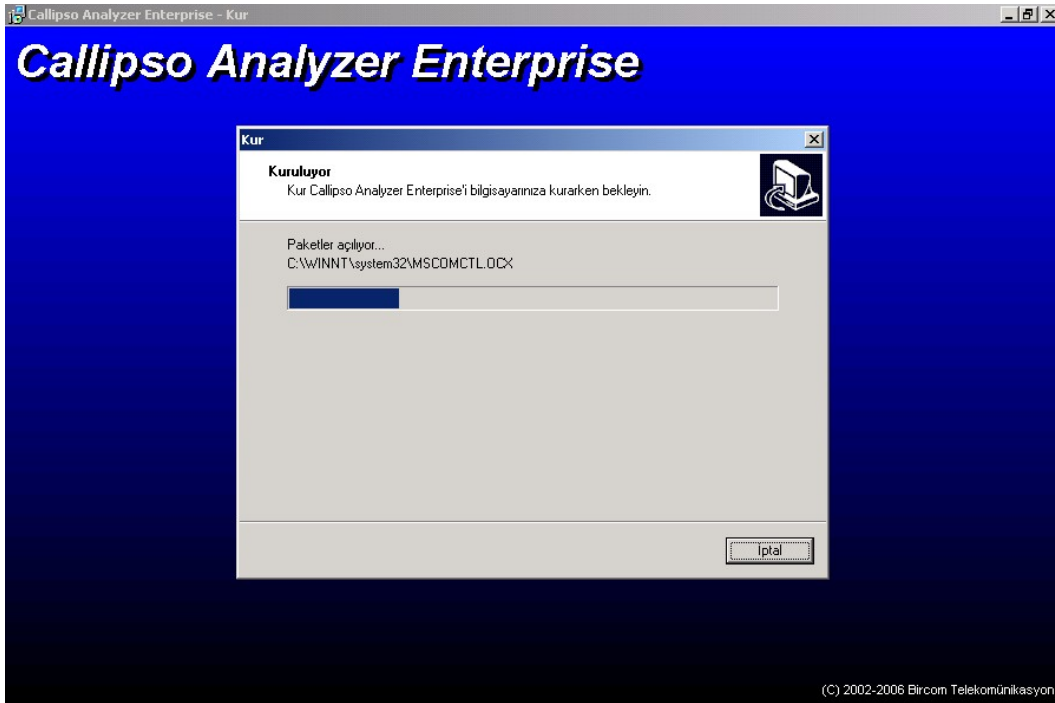 Callipso Analyzer Enterprise - Kur
Callipso Analyzer Enterprise
Kur
Kuruluyor
Kur Callipso Analyzer Enterprise'i bilgisayarınıza kurarken bekleyin.
Paketler açılıyor...
C:\WINNT\system32\MSCOMCTL.OCX
İptal
(C) 2002-2006 Bircom Telekomünikasyon